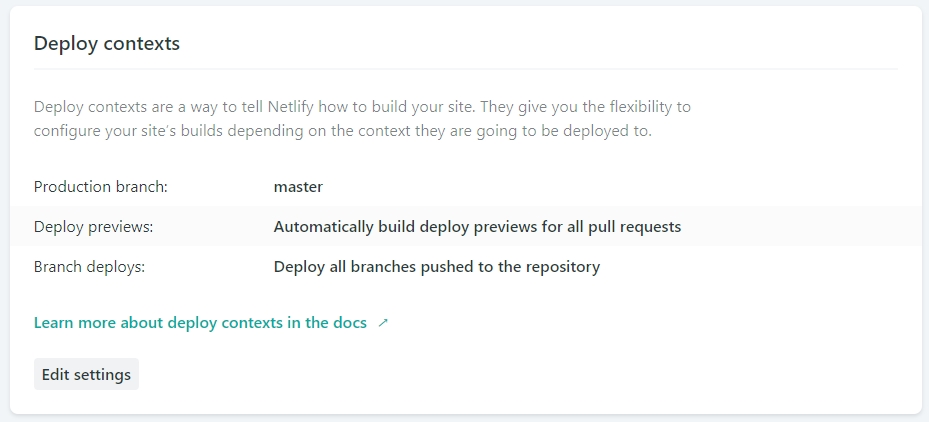 Deploy contexts
Deploy contexts are a way to tell Netlify how to build your site. They give you the flexibility to
configure your site's builds depending on the context they are going to be deployed to.
Production branch: master
Deploy previews: Automatically build deploy previews for all pull requests
Branch deploys: Deploy all branches pushed to the repository
Learn more about deploy contexts in the docs ↗
Edit settings